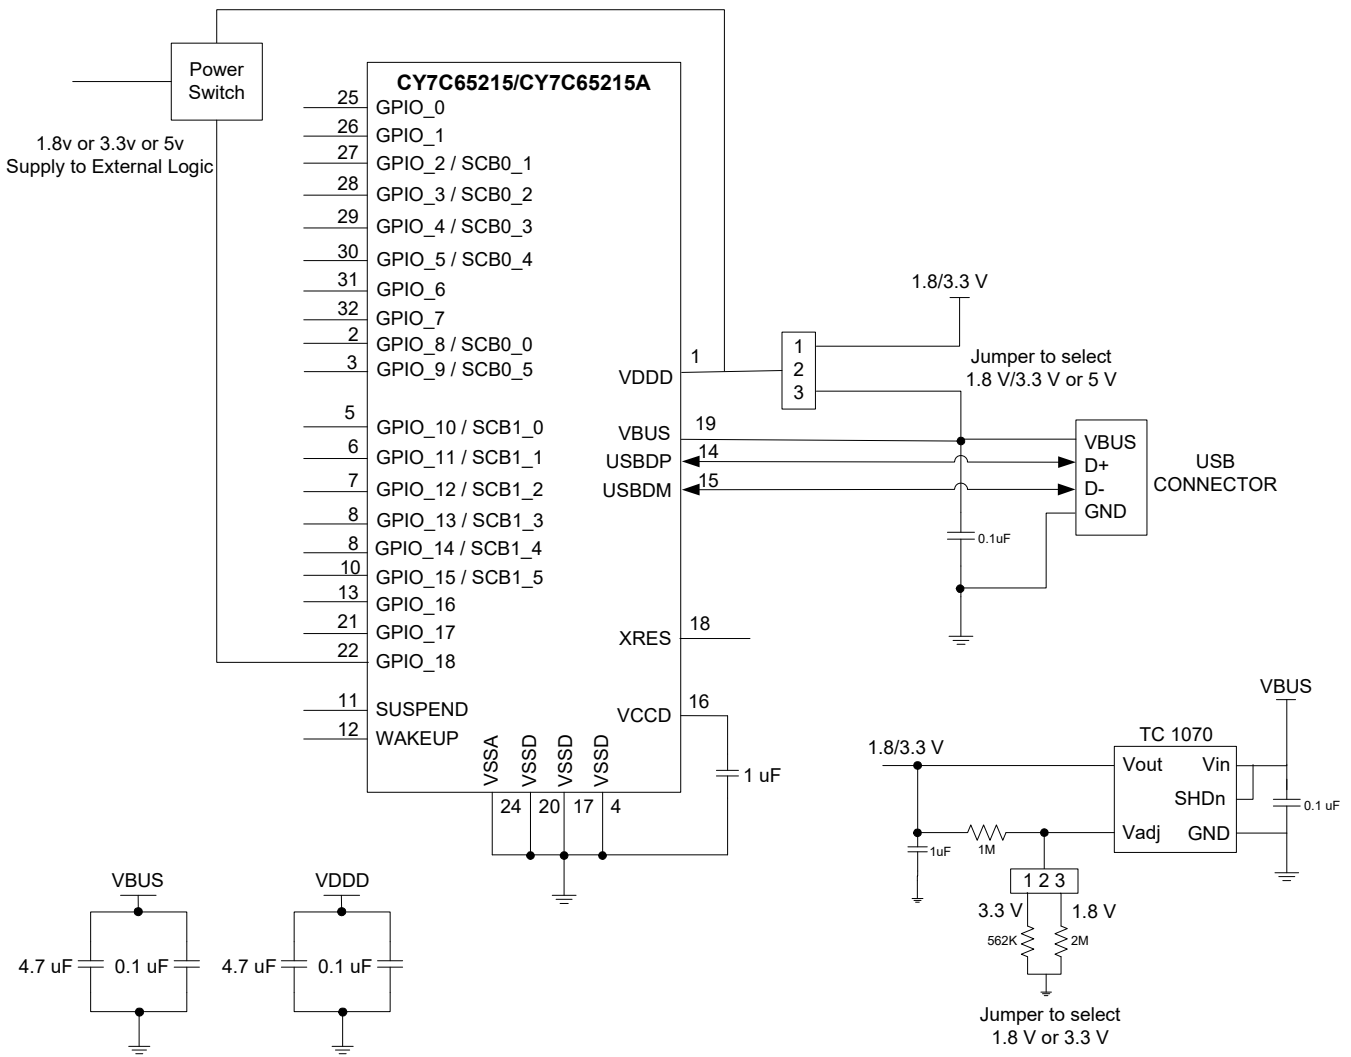 Power
Switch
1.8v or 3.3v or 5v
Supply to External Logic
CY7C65215/CY7C65215A
25 GPIO_0
26 GPIO_1
27 GPIO_2 / SCB0_1
28 GPIO_3 / SCB0_2
29 GPIO_4 / SCB0_3
30 GPIO_5 / SCB0_4
31 GPIO_6
32 GPIO_7
2 GPIO_8 / SCB0_0
3 GPIO_9 / SCB0_5
5 GPIO_10 / SCB1_0
6 GPIO_11 / SCB1_1
7 GPIO_12 / SCB1_2
8 GPIO_13 / SCB1_3
8 GPIO_14 / SCB1_4
10 GPIO_15 / SCB1_5
13 GPIO_16
21 GPIO_17
22 GPIO_18
11 SUSPEND
12 WAKEUP
VDDD 1
VBUS 19
USBDP 14
USBDM 15
XRES 18
VCCD 16
VSSA
VSSD
VSSD
VSSD
24 20 17 4
1 uF
1.8/3.3 V
1
2
3
Jumper to select
1.8 V/3.3 V or 5 V
VBUS
D+
D-
GND
USB
CONNECTOR
0.1uF
VBUS
TC 1070
1.8/3.3 V
Vout Vin
SHDn
Vadj GND
0.1 uF
1uF
1M
1 2 3
3.3 V 1.8 V
562K 2M
Jumper to select
1.8 V or 3.3 V
VBUS
4.7 uF 0.1 uF
VDDD
4.7 uF 0.1 uF